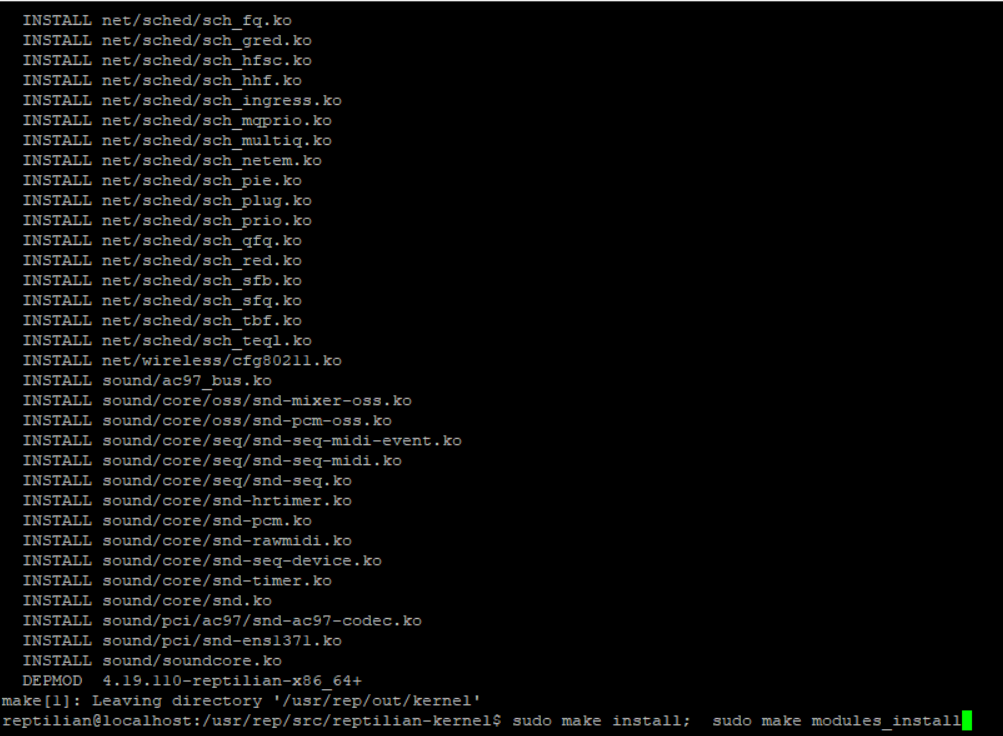 INSTALL net/sched/sch_fq.ko
INSTALL net/sched/sch_gred.ko
INSTALL net/sched/sch_hfsc.ko
INSTALL net/sched/sch_hhf.ko
INSTALL net/sched/sch_ingress.ko
INSTALL net/sched/sch_mqprio.ko
INSTALL net/sched/sch_multiq.ko
INSTALL net/sched/sch_netem.ko
INSTALL net/sched/sch_pie.ko
INSTALL net/sched/sch_plug.ko
INSTALL net/sched/sch_prio.ko
INSTALL net/sched/sch_qfq.ko
INSTALL net/sched/sch_red.ko
INSTALL net/sched/sch_sfb.ko
INSTALL net/sched/sch_sfq.ko
INSTALL net/sched/sch_tbf.ko
INSTALL net/sched/sch_teql.ko
INSTALL net/wireless/cfg80211.ko
INSTALL sound/ac97_bus.ko
INSTALL sound/core/oss/snd-mixer-oss.ko
INSTALL sound/core/oss/snd-pcm-oss.ko
INSTALL sound/core/seq/snd-seq-midi-event.ko
INSTALL sound/core/seq/snd-seq-midi.ko
INSTALL sound/core/seq/snd-seq.ko
INSTALL sound/core/snd-hrtimer.ko
INSTALL sound/core/snd-pcm.ko
INSTALL sound/core/snd-rawmidi.ko
INSTALL sound/core/snd-seq-device.ko
INSTALL sound/core/snd-timer.ko
INSTALL sound/core/snd.ko
INSTALL sound/pci/ac97/snd-ac97-codec.ko
INSTALL sound/pci/snd-ens1371.ko
INSTALL sound/soundcore.ko
DEPMOD  4.19.110-reptilian-x86_64+
make[1]: Leaving directory '/usr/rep/out/kernel'
reptilian@localhost:/usr/rep/src/reptilian-kernel$ sudo make install;  sudo make modules_install